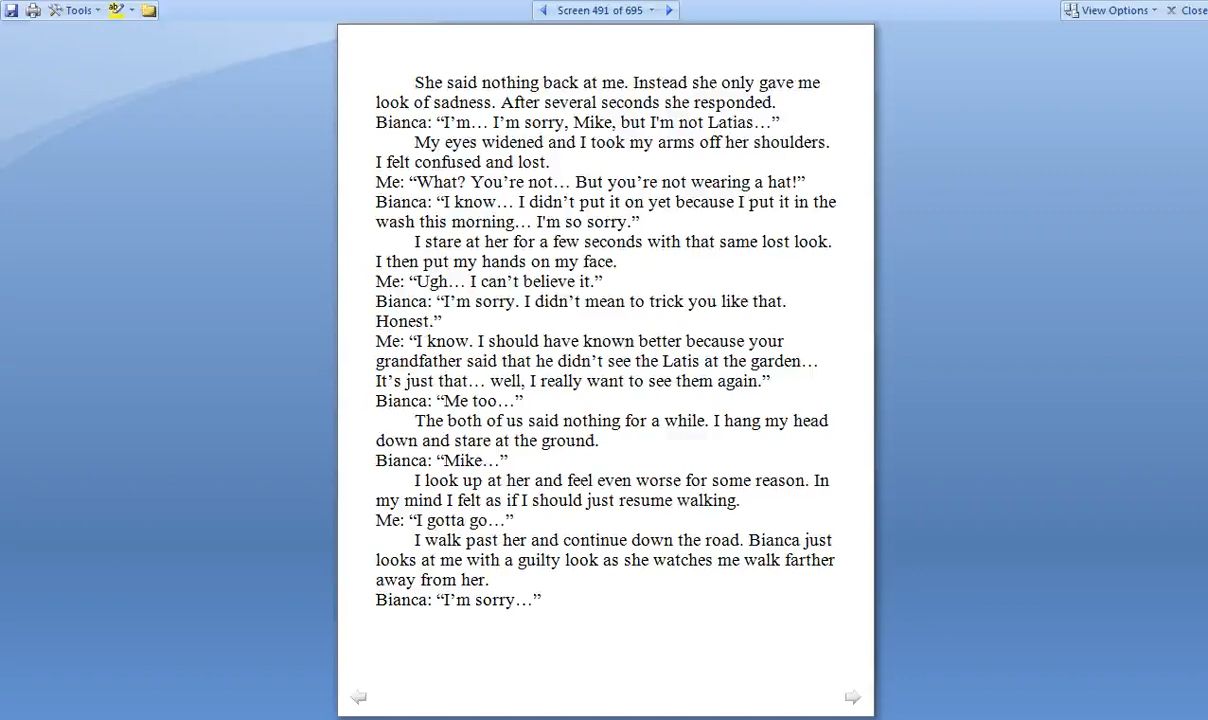 Tools
Screen 491 of 695
View Options
Close
She said nothing back at me. Instead she only gave me
look of sadness. After several seconds she responded.
Bianca: “I’m… I’m sorry, Mike, but I'm not Latias…”
My eyes widened and I took my arms off her shoulders.
I felt confused and lost.
Me: “What? You’re not… But you’re not wearing a hat!”
Bianca: “I know… I didn’t put it on yet because I put it in the
wash this morning… I'm so sorry.”
I stare at her for a few seconds with that same lost look.
I then put my hands on my face.
Me: “Ugh… I can’t believe it.”
Bianca: “I’m sorry. I didn’t mean to trick you like that.
Honest.”
Me: “I know. I should have known better because your
grandfather said that he didn’t see the Latis at the garden…
It’s just that… well, I really want to see them again.”
Bianca: “Me too…”
The both of us said nothing for a while. I hang my head
down and stare at the ground.
Bianca: “Mike…”
I look up at her and feel even worse for some reason. In
my mind I felt as if I should just resume walking.
Me: “I gotta go…”
I walk past her and continue down the road. Bianca just
looks at me with a guilty look as she watches me walk farther
away from her.
Bianca: “I’m sorry…”